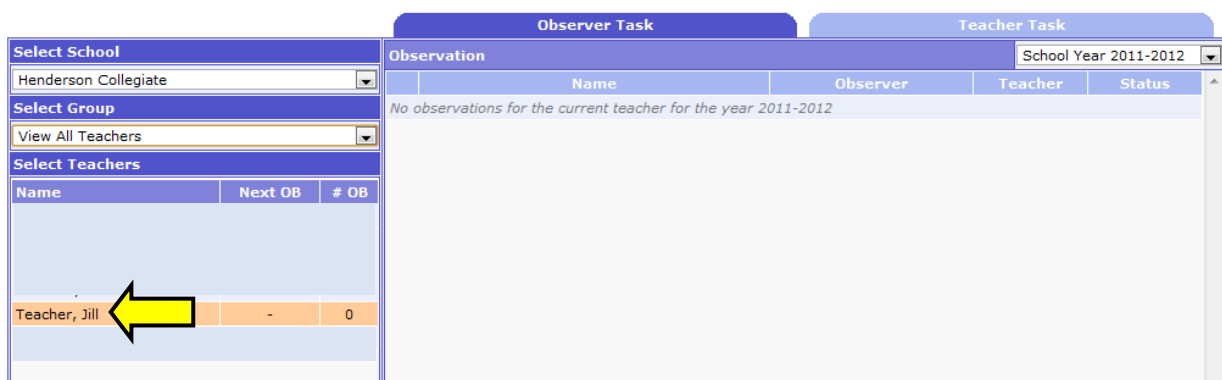 Observer Task
Teacher Task
Select School
Henderson Collegiate
Select Group
View All Teachers
Select Teachers
Name Next OB # OB
Teacher, Jill - 0
Observation School Year 2011-2012
Name Observer Teacher Status
No observations for the current teacher for the year 2011-2012